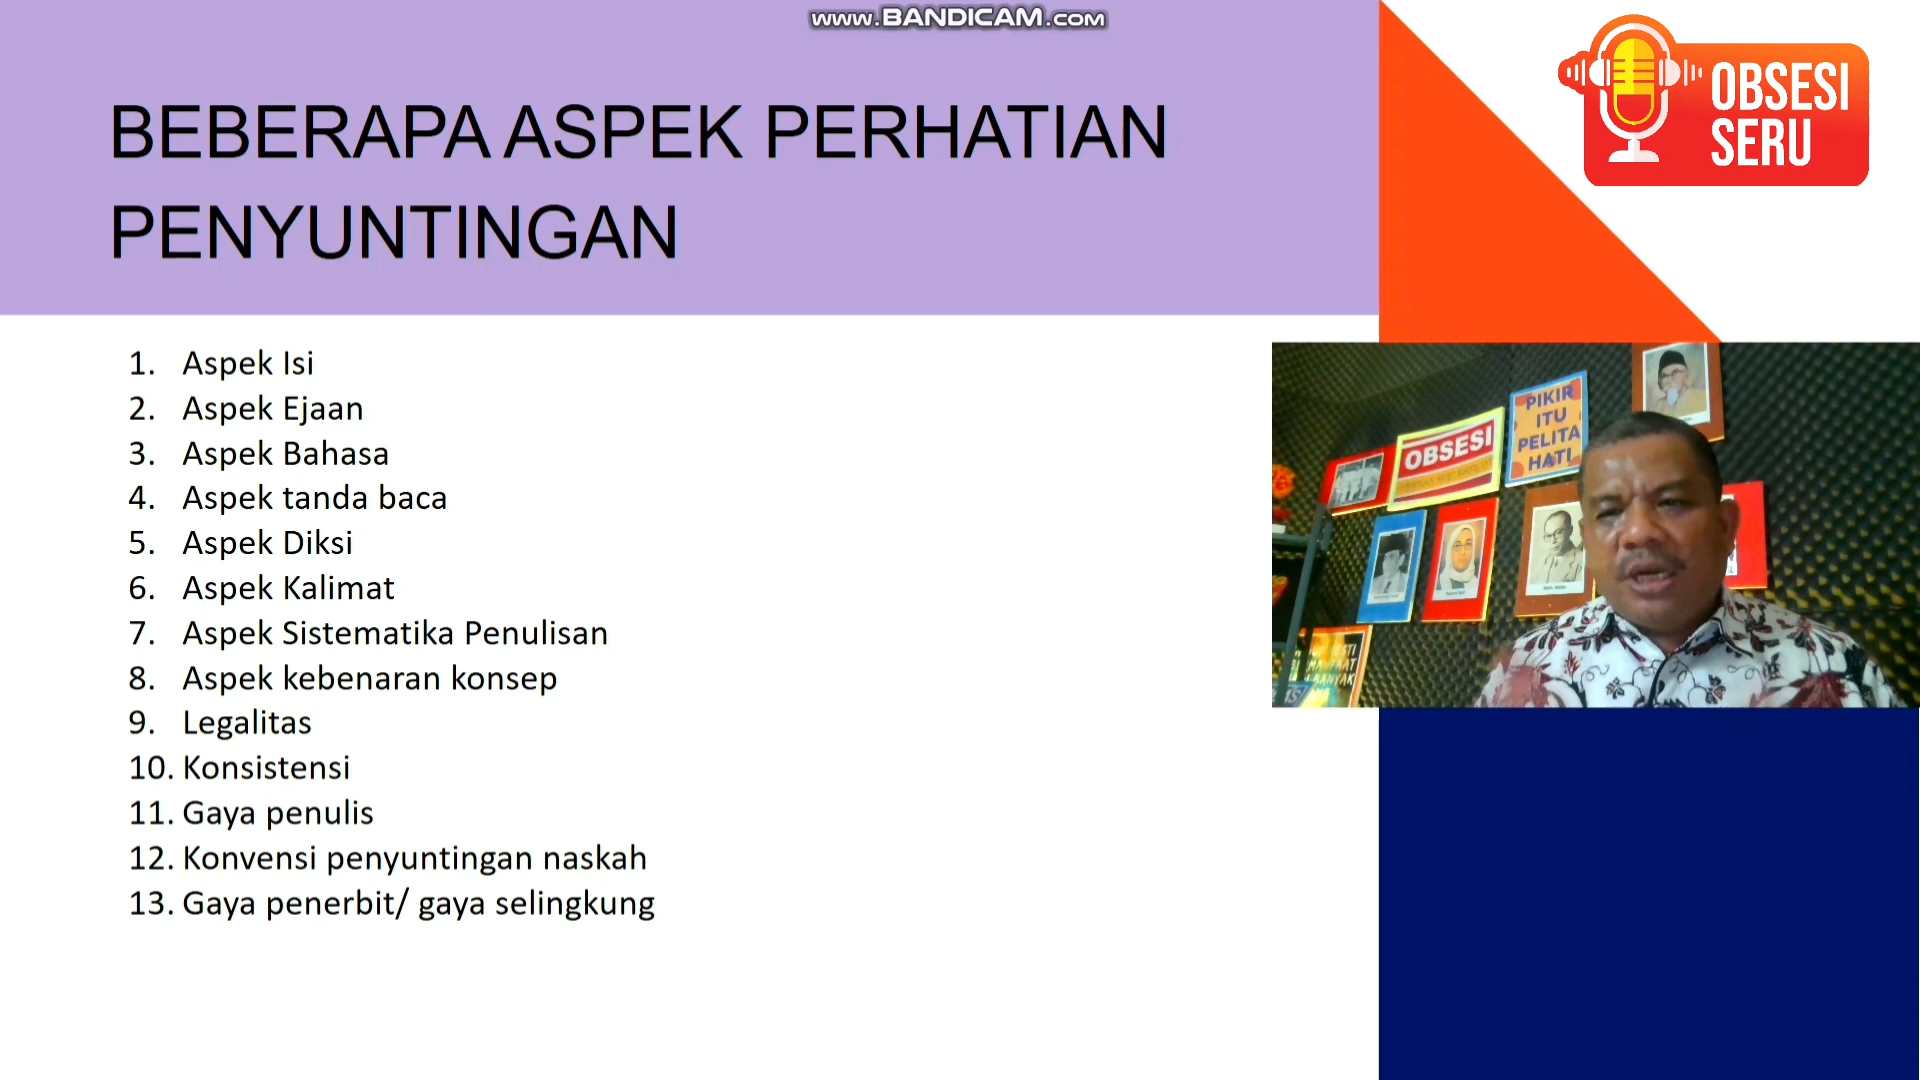 www.BANDICAM.com
OBSESI
SERU
BEBERAPA ASPEK PERHATIAN
PENYUNTINGAN
1. Aspek Isi
2. Aspek Ejaan
3. Aspek Bahasa
4. Aspek tanda baca
5. Aspek Diksi
6. Aspek Kalimat
7. Aspek Sistematika Penulisan
8. Aspek kebenaran konsep
9. Legalitas
10. Konsistensi
11. Gaya penulis
12. Konvensi penyuntingan naskah
13. Gaya penerbit/ gaya selingkung
PIKIR
ITU
PELITA
HATI
OBSESI